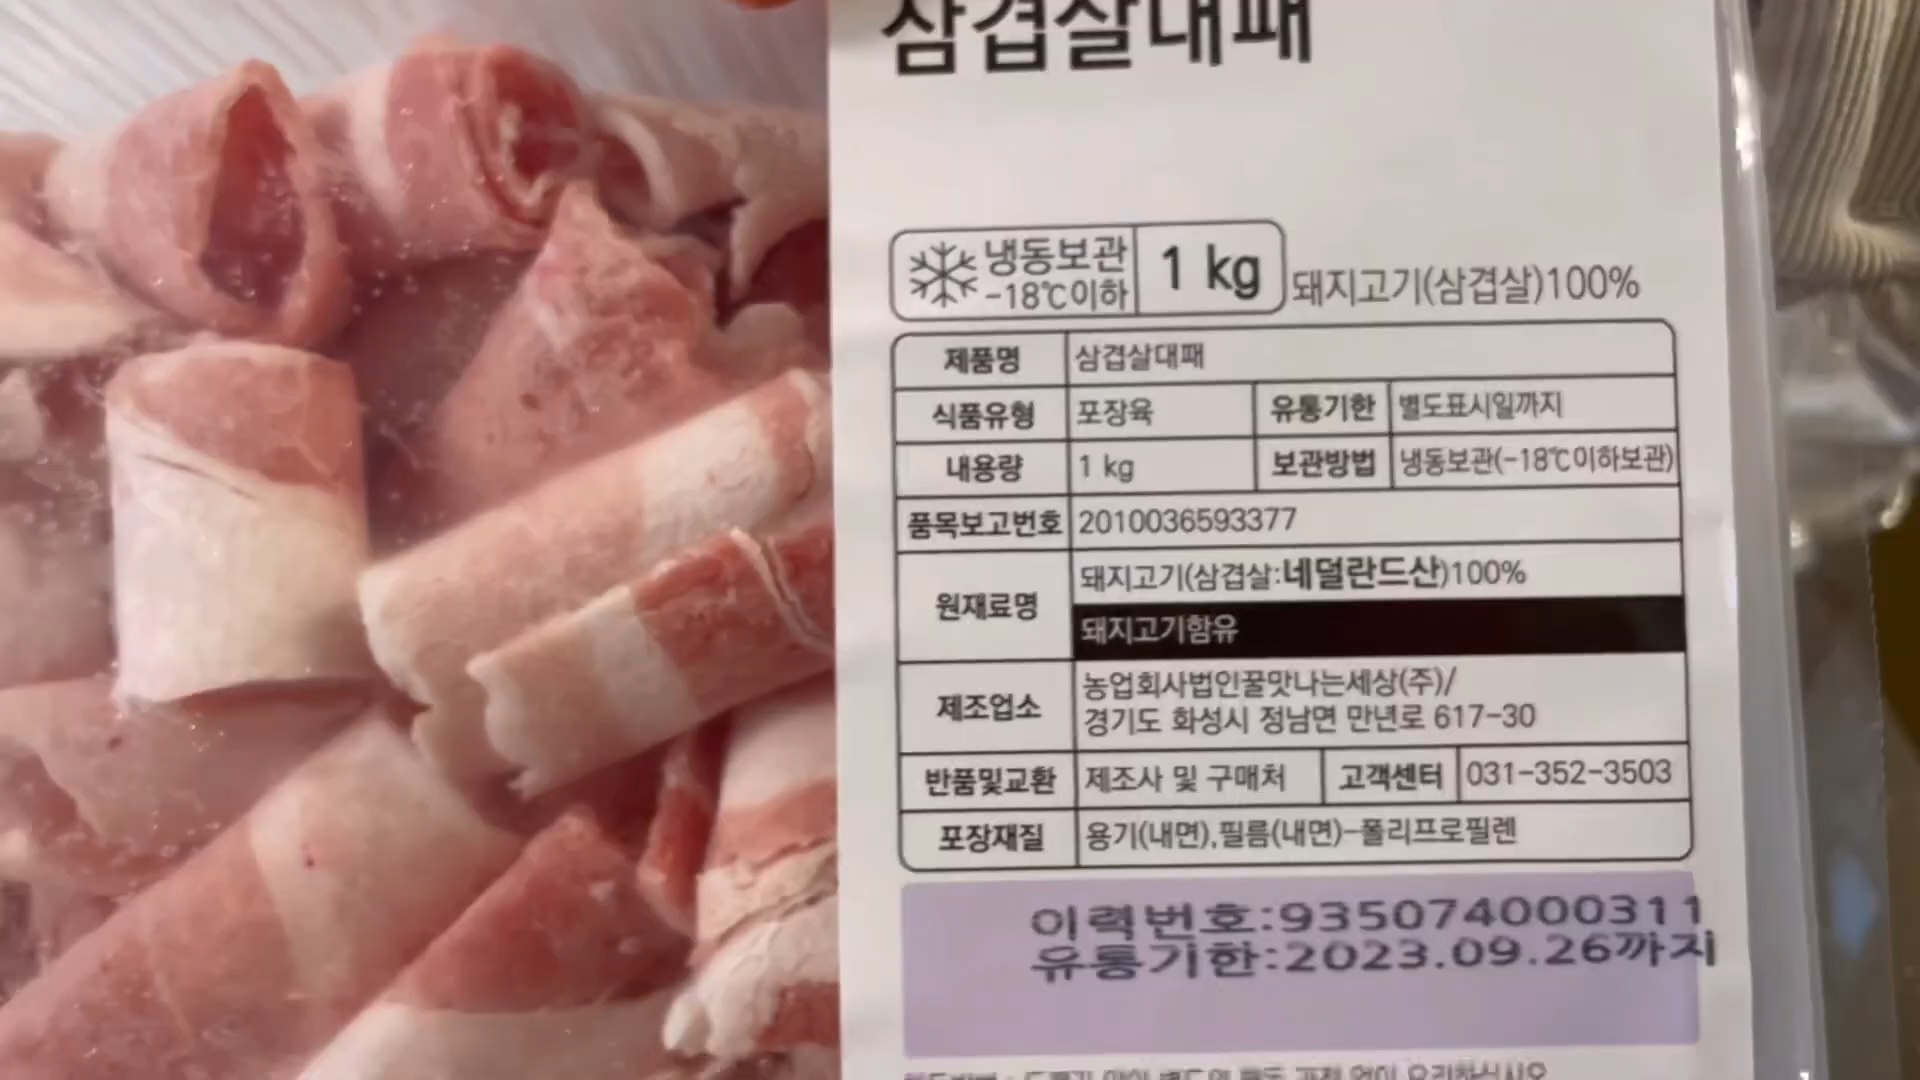 삼겹살대패
냉동보관
-18℃이하
1 kg
돼지고기(삼겹살)100%
제품명 삼겹살대패
식품유형 포장육 유통기한 별도표시일까지
내용량 1 kg 보관방법 냉동보관(-18℃이하보관)
품목보고번호 2010036593377
원재료명 돼지고기(삼겹살:네덜란드산)100%
돼지고기함유
제조업소 농업회사법인꿀맛나는세상(주)/
경기도 화성시 정남면 만년로 617-30
반품및교환 제조사 및 구매처 고객센터 031-352-3503
포장재질 용기(내면),필름(내면)-폴리프로필렌
이력번호:935074000311
유통기한:2023.09.26까지